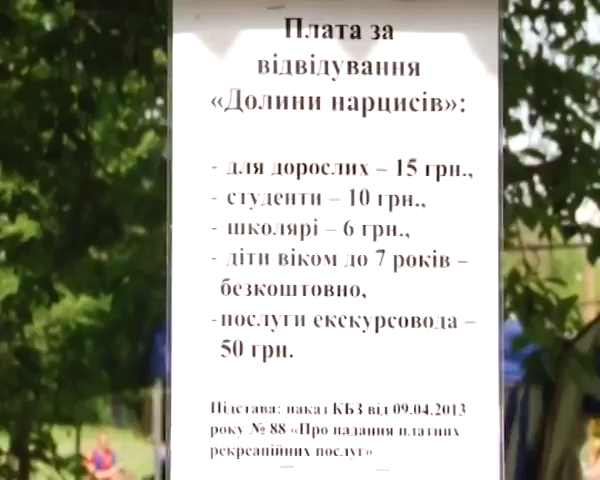 Плата за
відвідування
«Долини нарцисів»:
- для дорослих – 15 грн.,
- студенти – 10 грн.,
- школярі – 6 грн.,
- діти віком до 7 років –
безкоштовно,
- послуги екскурсовода –
50 грн.
Підстава: наказ КБЗ від 09.04.2013
року № 88 «Про надання платних
рекреаційних послуг»